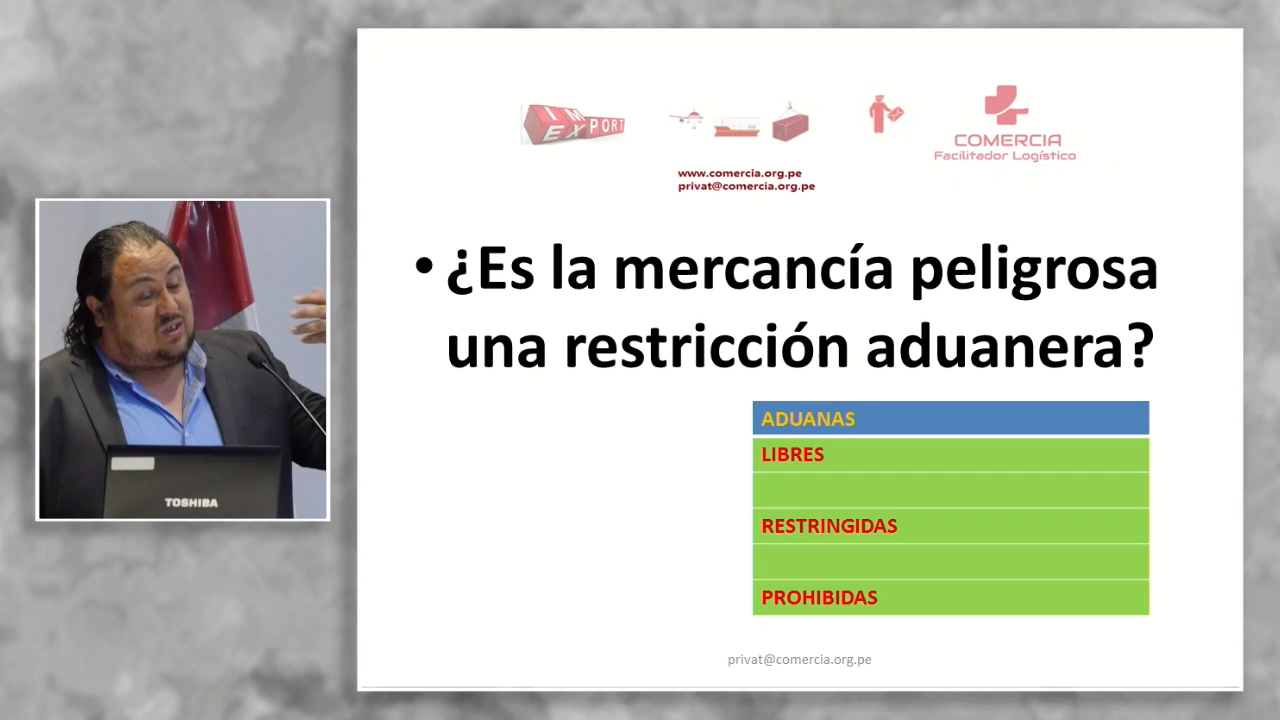 IM
EXPORT
COMERCIA
Facilitador Logístico
www.comercia.org.pe
privat@comercia.org.pe
• ¿Es la mercancía peligrosa
una restricción aduanera?
ADUANAS
LIBRES
RESTRINGIDAS
PROHIBIDAS
privat@comercia.org.pe
TOSHIBA